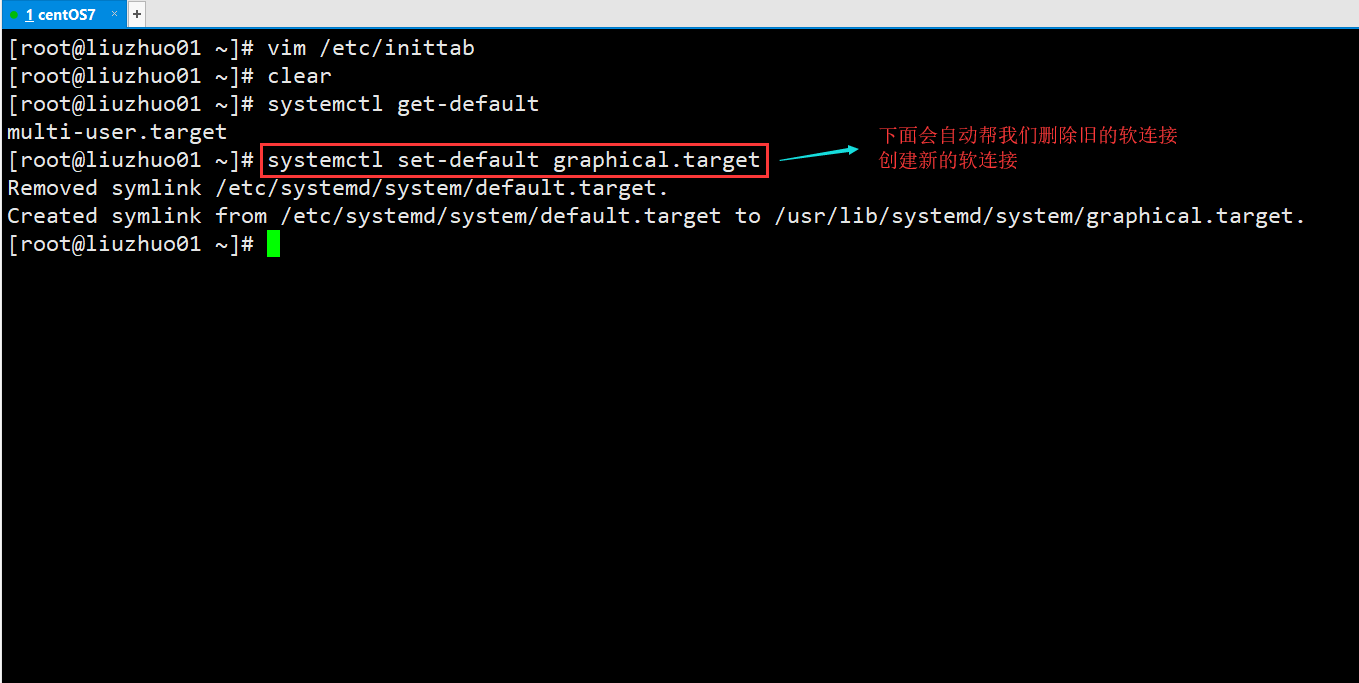 1 centOS7 × +
[root@liuzhuo01 ~]# vim /etc/inittab
[root@liuzhuo01 ~]# clear
[root@liuzhuo01 ~]# systemctl get-default
multi-user.target
[root@liuzhuo01 ~]# systemctl set-default graphical.target
下面会自动帮我们删除旧的软连接
创建新的软连接
Removed symlink /etc/systemd/system/default.target.
Created symlink from /etc/systemd/system/default.target to /usr/lib/systemd/system/graphical.target.
[root@liuzhuo01 ~]#